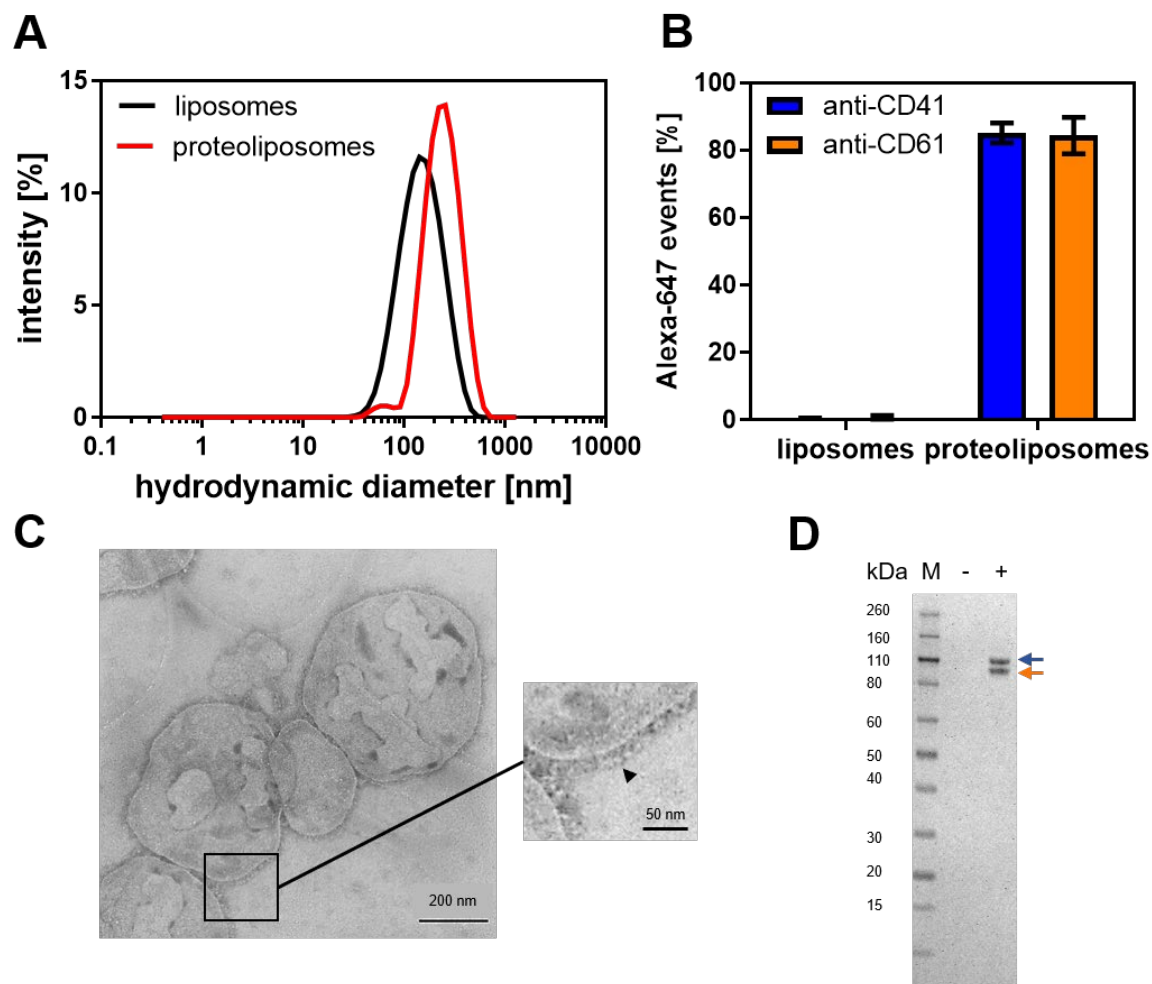 A
intensity [%]
15
10
5
0
liposomes
proteoliposomes
0.1 1 10 100 1000 10000
hydrodynamic diameter [nm]
B
Alexa-647 events [%]
100
80
60
40
20
0
anti-CD41
anti-CD61
liposomes proteoliposomes
C
200 nm
50 nm
D
kDa M - +
260
160
110
80
60
50
40
30
20
15